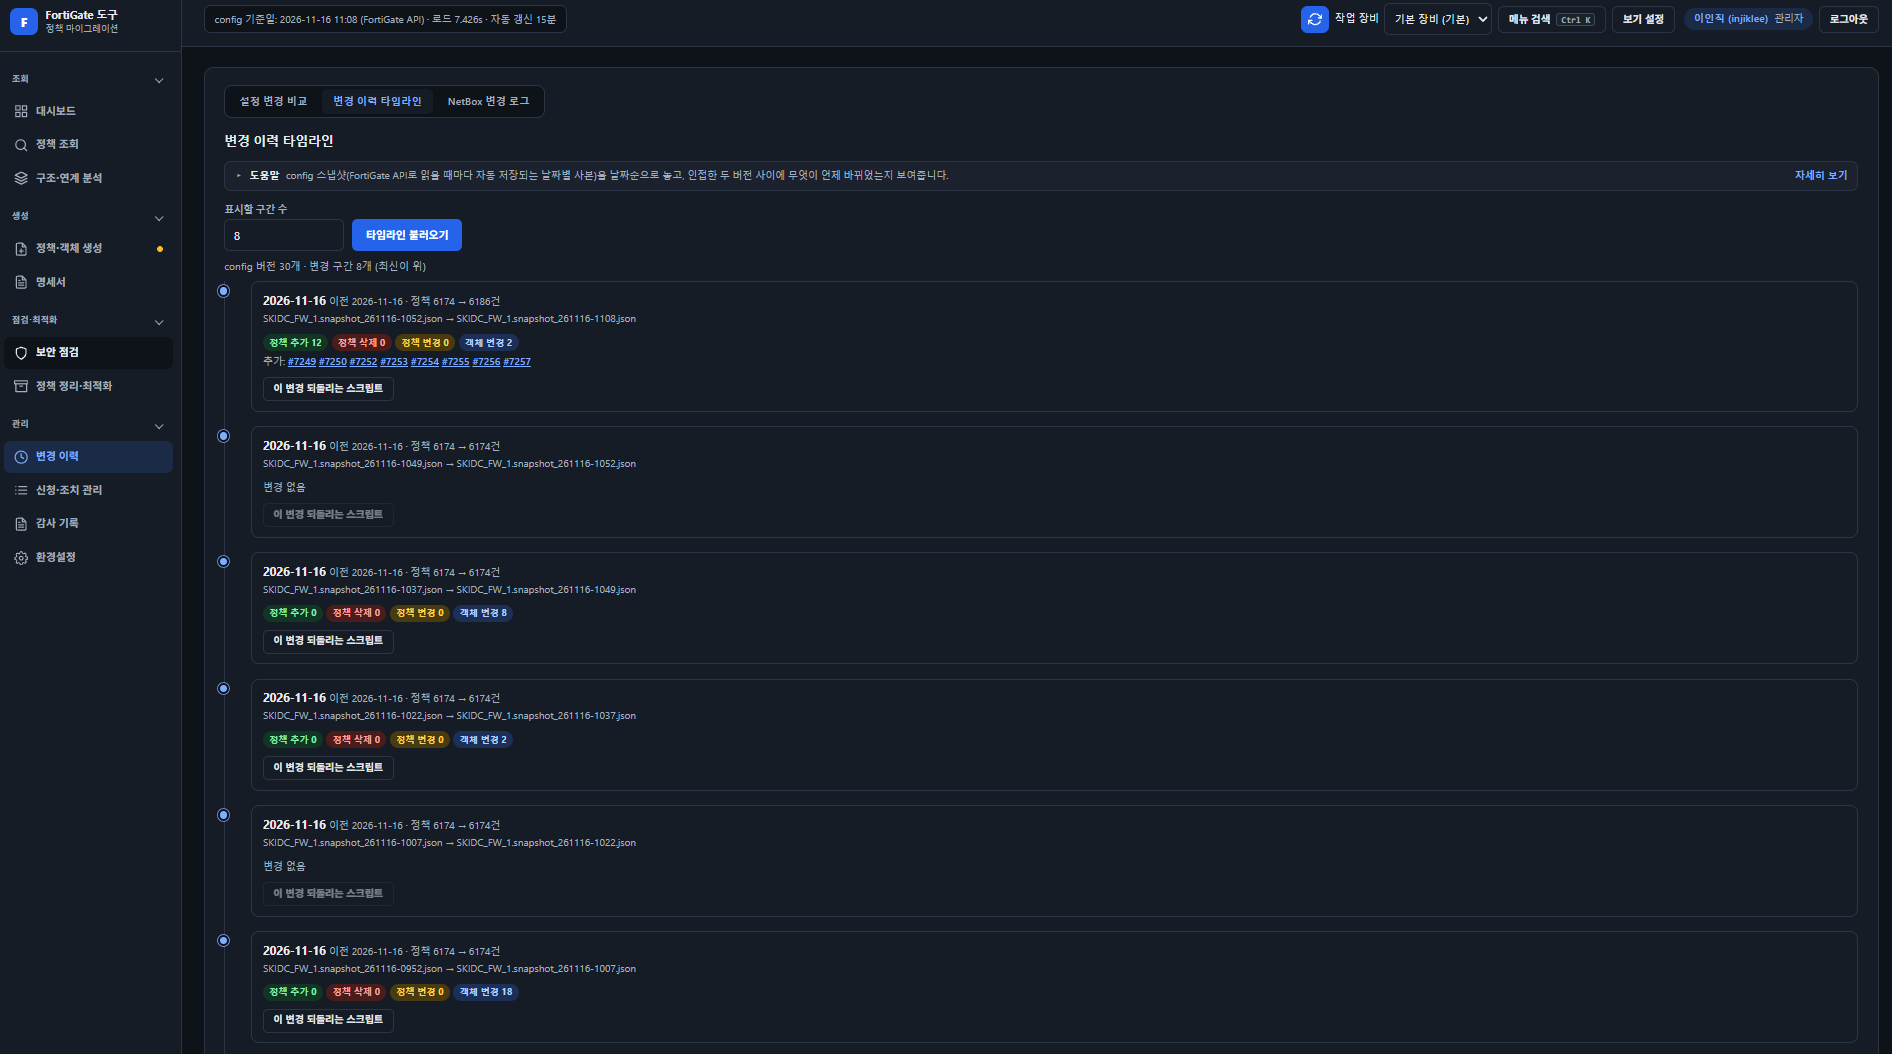 F
FortiGate 도구
정책 마이그레이션
config 기준일: 2026-11-16 11:08 (FortiGate API) · 로드 7.426s · 자동 갱신 15분
작업 장비
기본 장비 (기본)
메뉴 검색 Ctrl K
보기 설정
이인직 (injiklee) 관리자
로그아웃
조회
대시보드
정책 조회
구조·연계 분석
생성
정책·객체 생성
명세서
점검·최적화
보안 점검
정책 정리·최적화
관리
변경 이력
신청·조치 관리
감사 기록
환경설정
설정 변경 비교
변경 이력 타임라인
NetBox 변경 로그
변경 이력 타임라인
도움말 config 스냅샷(FortiGate API로 읽을 때마다 자동 저장되는 날짜별 사본)을 날짜순으로 놓고, 인접한 두 버전 사이에 무엇이 언제 바뀌었는지 보여줍니다.
자세히 보기
표시할 구간 수
8
타임라인 불러오기
config 버전 30개 · 변경 구간 8개 (최신이 위)
2026-11-16 이전 2026-11-16 · 정책 6174 → 6186건
SKIDC_FW_1.snapshot_261116-1052.json → SKIDC_FW_1.snapshot_261116-1108.json
정책 추가 12 정책 삭제 0 정책 변경 0 객체 변경 2
추가: #7249 #7250 #7252 #7253 #7254 #7255 #7256 #7257
이 변경 되돌리는 스크립트
2026-11-16 이전 2026-11-16 · 정책 6174 → 6174건
SKIDC_FW_1.snapshot_261116-1049.json → SKIDC_FW_1.snapshot_261116-1052.json
변경 없음
이 변경 되돌리는 스크립트
2026-11-16 이전 2026-11-16 · 정책 6174 → 6174건
SKIDC_FW_1.snapshot_261116-1037.json → SKIDC_FW_1.snapshot_261116-1049.json
정책 추가 0 정책 삭제 0 정책 변경 0 객체 변경 8
이 변경 되돌리는 스크립트
2026-11-16 이전 2026-11-16 · 정책 6174 → 6174건
SKIDC_FW_1.snapshot_261116-1022.json → SKIDC_FW_1.snapshot_261116-1037.json
정책 추가 0 정책 삭제 0 정책 변경 0 객체 변경 2
이 변경 되돌리는 스크립트
2026-11-16 이전 2026-11-16 · 정책 6174 → 6174건
SKIDC_FW_1.snapshot_261116-1007.json → SKIDC_FW_1.snapshot_261116-1022.json
변경 없음
이 변경 되돌리는 스크립트
2026-11-16 이전 2026-11-16 · 정책 6174 → 6174건
SKIDC_FW_1.snapshot_261116-0952.json → SKIDC_FW_1.snapshot_261116-1007.json
정책 추가 0 정책 삭제 0 정책 변경 0 객체 변경 18
이 변경 되돌리는 스크립트